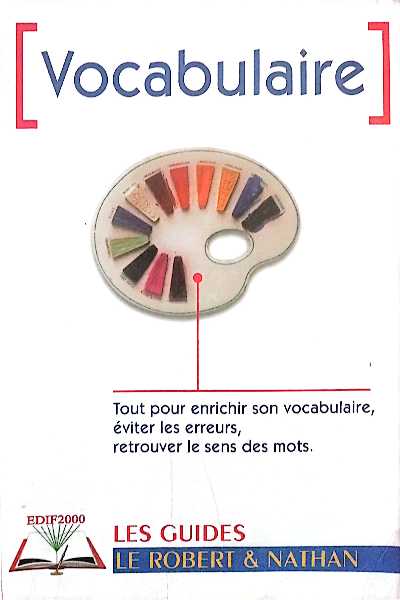 [Vocabulaire]
Tout pour enrichir son vocabulaire,
éviter les erreurs,
retrouver le sens des mots.
EDIF2000
LES GUIDES
LE ROBERT & NATHAN